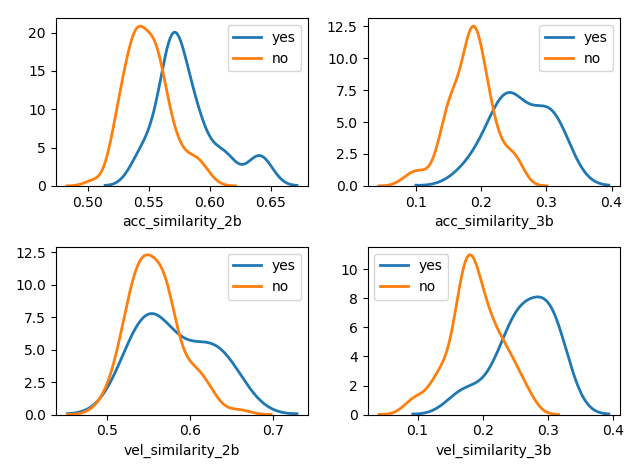 20
15
10
5
0
yes
no
0.50 0.55 0.60 0.65
acc_similarity_2b
12.5
10.0
7.5
5.0
2.5
0.0
yes
no
0.1 0.2 0.3 0.4
acc_similarity_3b
12.5
10.0
7.5
5.0
2.5
0.0
yes
no
0.5 0.6 0.7
vel_similarity_2b
10
8
6
4
2
0
yes
no
0.1 0.2 0.3 0.4
vel_similarity_3b